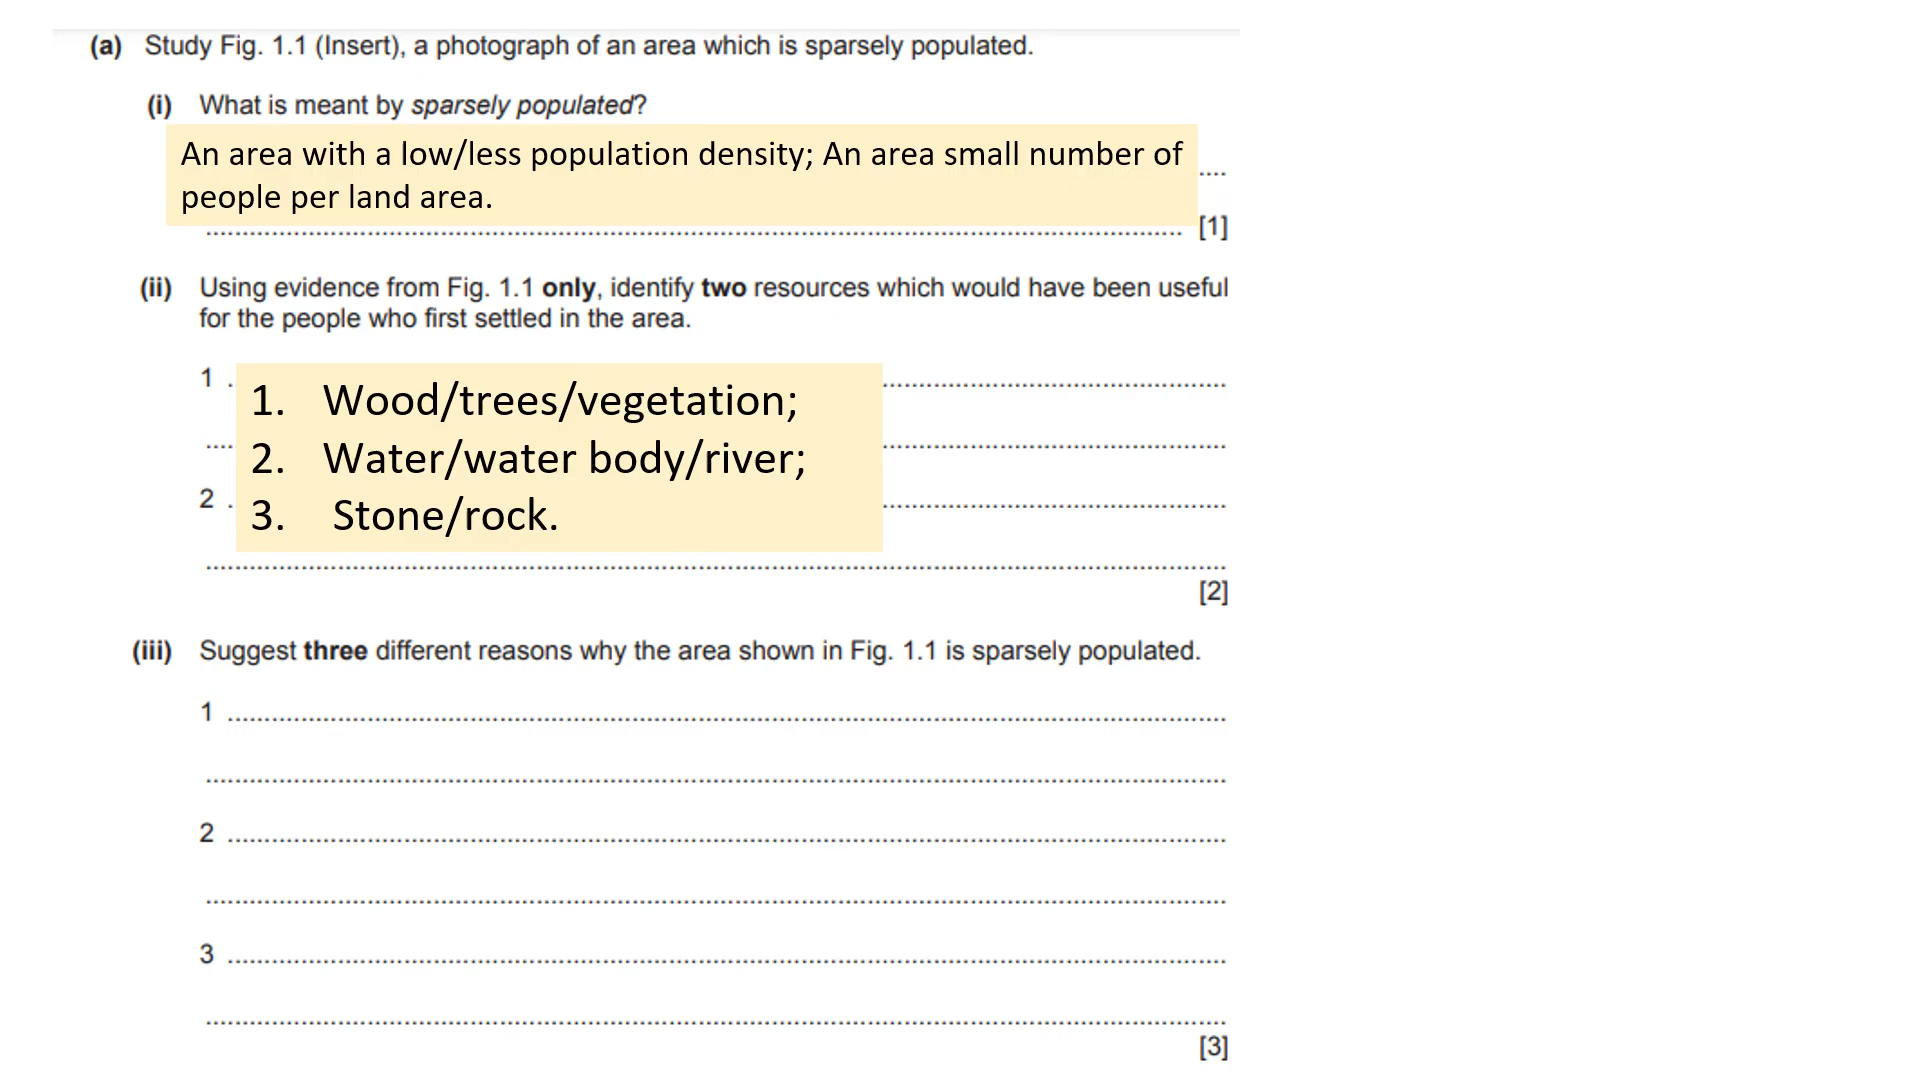 (a) Study Fig. 1.1 (Insert), a photograph of an area which is sparsely populated.
(i) What is meant by sparsely populated?
An area with a low/less population density; An area small number of
people per land area.
....
.................................................................. [1]
(ii) Using evidence from Fig. 1.1 only, identify two resources which would have been useful
for the people who first settled in the area.
1 .
1. Wood/trees/vegetation;
2. Water/water body/river;
2 .
3. Stone/rock.
[2]
(iii) Suggest three different reasons why the area shown in Fig. 1.1 is sparsely populated.
1 ..................................................................
..................................................................
2 ..................................................................
..................................................................
3 ..................................................................
..................................................................
[3]